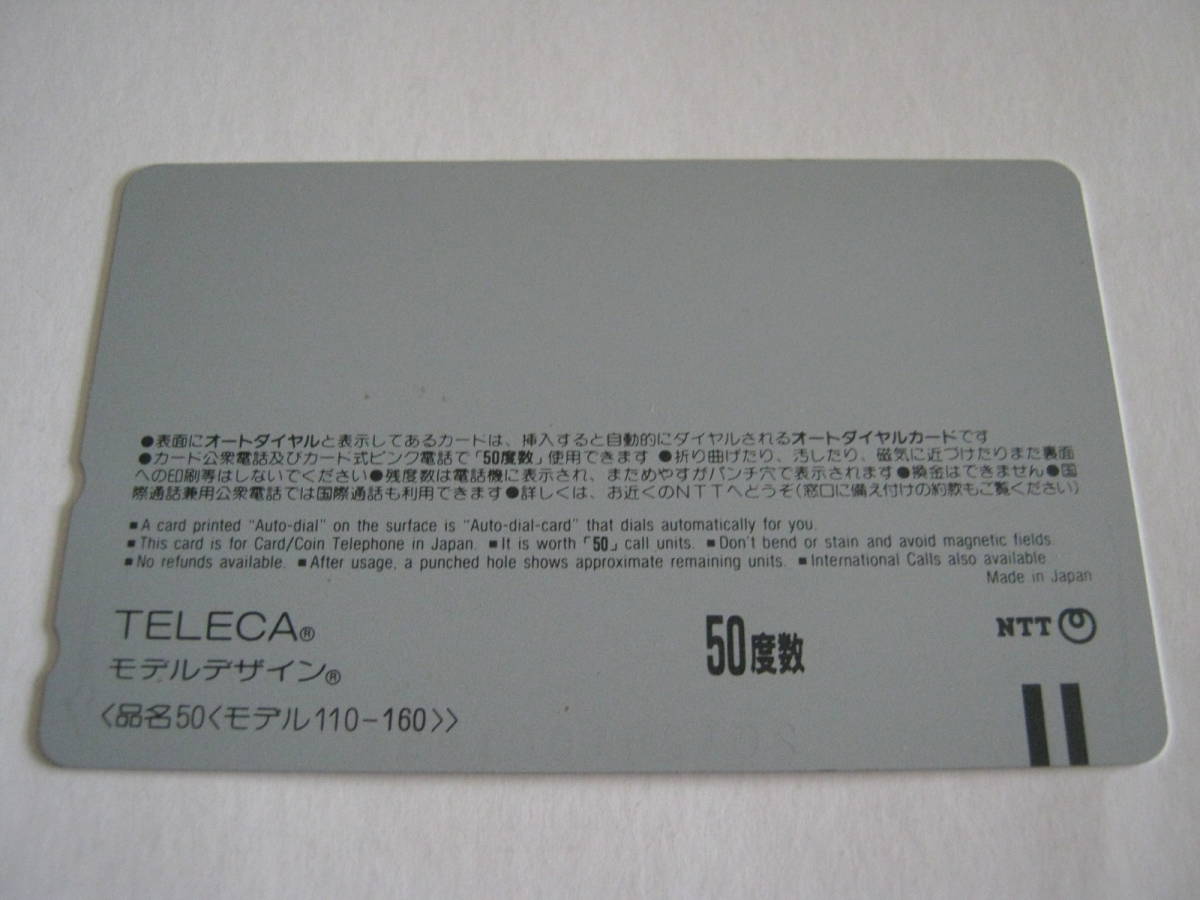 ●表面にオートダイヤルと表示してあるカードは、挿入すると自動的にダイヤルされるオートダイヤルカードです
●カード公衆電話及びカード式ピンク電話で「50度数」使用できます ●折り曲げたり、汚したり、磁気に近づけたりまた裏面
への印刷等はしないでください●残度数は電話機に表示され、まためやすがパンチ穴で表示されます●換金はできません●国
際通話兼用公衆電話では国際通話も利用できます●詳しくは、お近くのNTTへどうぞ(窓口に備え付けの約款もご覧ください)
■A card printed "Auto-dial" on the surface is "Auto-dial-card" that dials automatically for you.
■This card is for Card/Coin Telephone in Japan. ■It is worth「50」call units. ■Don't bend or stain and avoid magnetic fields.
■No refunds available. ■After usage, a punched hole shows approximate remaining units. ■International Calls also available
Made in Japan
TELECA®
モデルデザイン®
〈品名50〈モデル110-160〉〉
50度数
NTT